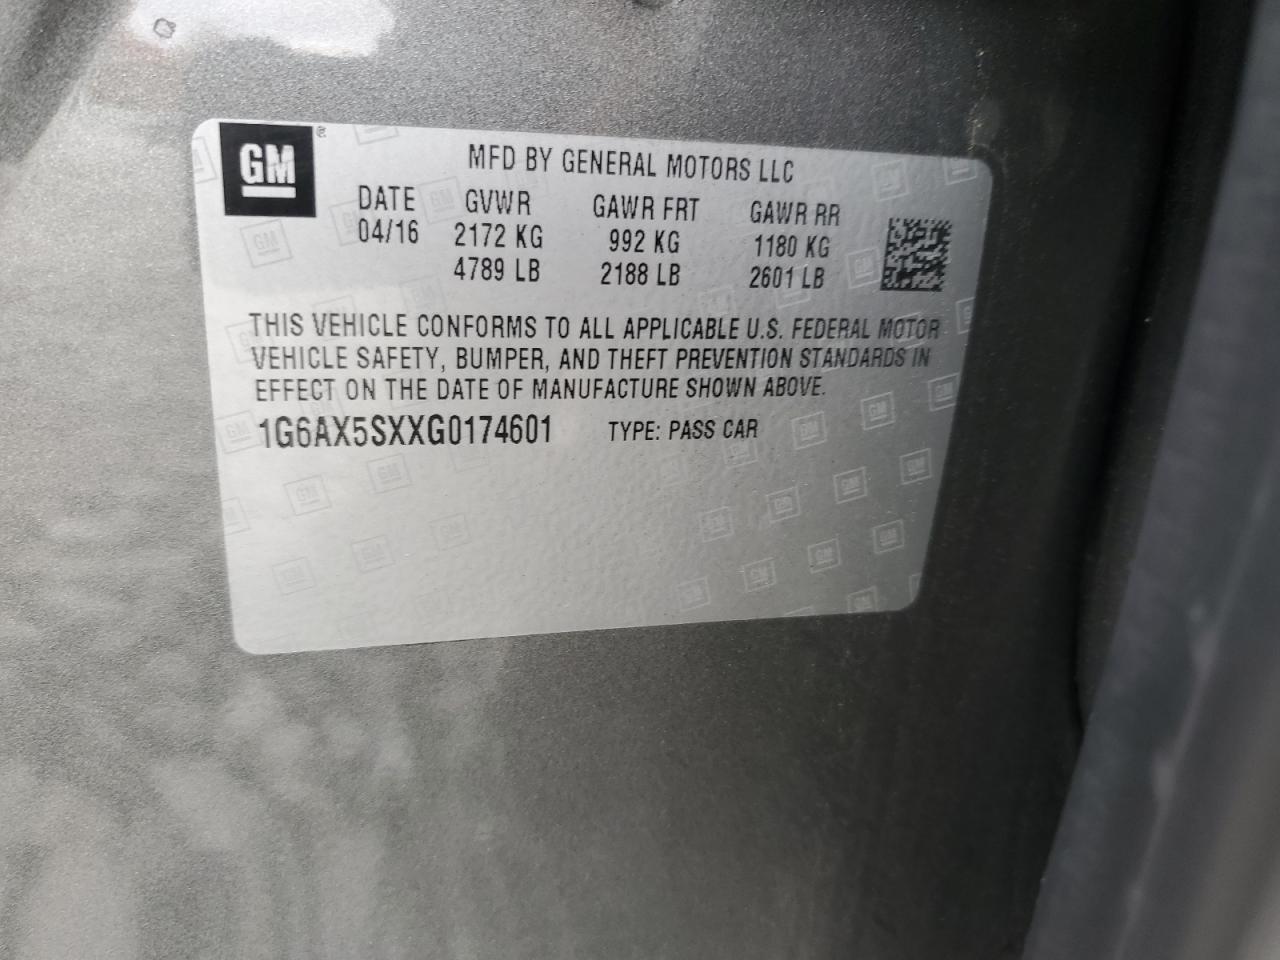 GM®
MFD BY GENERAL MOTORS LLC
DATE GVWR GAWR FRT GAWR RR
04/16 2172 KG 992 KG 1180 KG
4789 LB 2188 LB 2601 LB
THIS VEHICLE CONFORMS TO ALL APPLICABLE U.S. FEDERAL MOTOR
VEHICLE SAFETY, BUMPER, AND THEFT PREVENTION STANDARDS IN
EFFECT ON THE DATE OF MANUFACTURE SHOWN ABOVE.
1G6AX5SXXG0174601 TYPE: PASS CAR